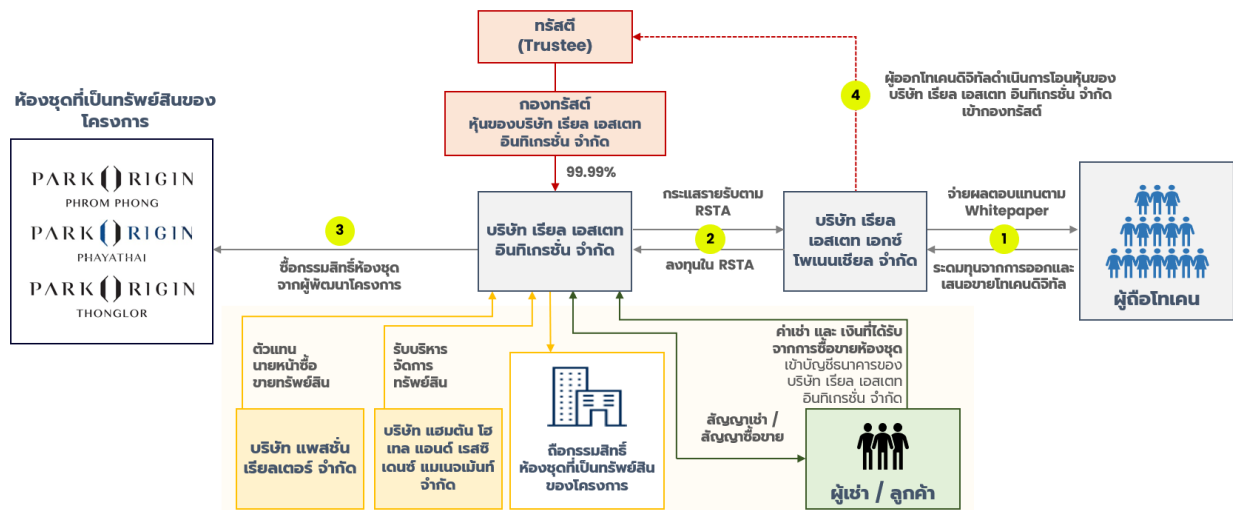 ทรัสตี
(Trustee)
ผู้ออกโทเคนดิจิทัลดำเนินการโอนหุ้นของ
บริษัท เรียล เอสเตท อินทิเกรชั่น จำกัด
เข้ากองทรัสต์
4
ห้องชุดที่เป็นทรัพย์สินของ
โครงการ
กองทรัสต์
หุ้นของบริษัท เรียล เอสเตท
อินทิเกรชั่น จำกัด
99.99%
PARK ORIGIN
PHROM PHONG
PARK ORIGIN
PHAYATHAI
PARK ORIGIN
THONGLOR
3
ซื้อกรรมสิทธิ์ห้องชุด
จากผู้พัฒนาโครงการ
บริษัท เรียล เอสเตท
อินทิเกรชั่น จำกัด
กระแสรายรับตาม
RSTA
2
ลงทุนใน RSTA
บริษัท เรียล
เอสเตท เอกซ์
โพเนนเชียล จำกัด
จ่ายผลตอบแทนตาม
Whitepaper
1
ระดมทุนจากการออกและ
เสนอขายโทเคนดิจิทัล
ผู้ถือโทเคน
ตัวแทน
นายหน้าซื้อ
ขายทรัพย์สิน
รับบริหาร
จัดการ
ทรัพย์สิน
ค่าเช่า และ เงินที่ได้รับ
จากการซื้อขายห้องชุด
เข้าบัญชีธนาคารของ
บริษัท เรียล เอสเตท
อินทิเกรชั่น จำกัด
บริษัท แพสชั่น
เรียลเตอร์ จำกัด
บริษัท แฮมตัน โฮ
เทล แอนด์ เรสซิ
เดนซ์ แมเนจเม้นท์
จำกัด
ถือกรรมสิทธิ์
ห้องชุดที่เป็นทรัพย์สิน
ของโครงการ
สัญญาเช่า /
สัญญาซื้อขาย
ผู้เช่า / ลูกค้า